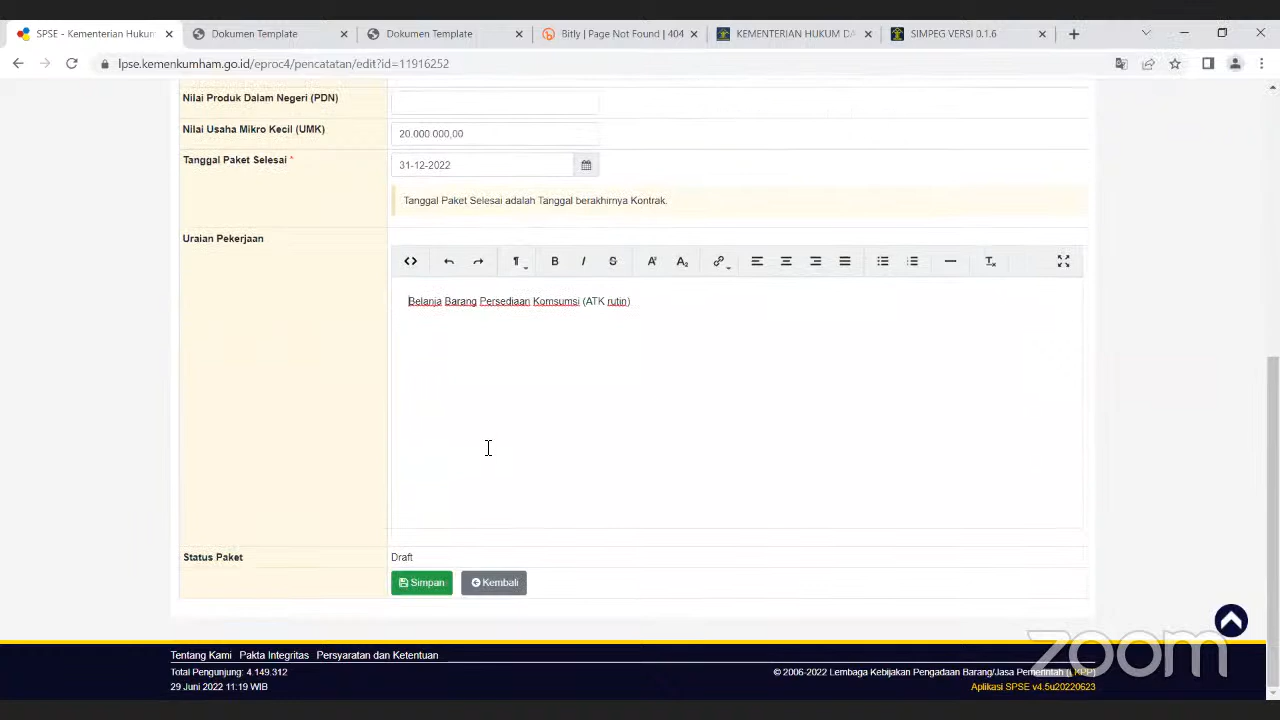 SPSE - Kementerian Hukum
Dokumen Template
Dokumen Template
Bitly | Page Not Found | 404
KEMENTERIAN HUKUM DA
SIMPEG VERSI 0.1.6
lpse.kemenkumham.go.id/eproc4/pencatatan/edit?id=11916252
Nilai Produk Dalam Negeri (PDN)
Nilai Usaha Mikro Kecil (UMK)
20.000.000,00
Tanggal Paket Selesai *
31-12-2022
Tanggal Paket Selesai adalah Tanggal berakhirnya Kontrak.
Uraian Pekerjaan
Belanja Barang Persediaan Komsumsi (ATK rutin)
Status Paket
Draft
Simpan
Kembali
Tentang Kami Pakta Integritas Persyaratan dan Ketentuan
Total Pengunjung: 4.149.312
29 Juni 2022 11:19 WIB
© 2006-2022 Lembaga Kebijakan Pengadaan Barang/Jasa Pemerintah (LKPP)
Aplikasi SPSE v4.5u20220623
zoom